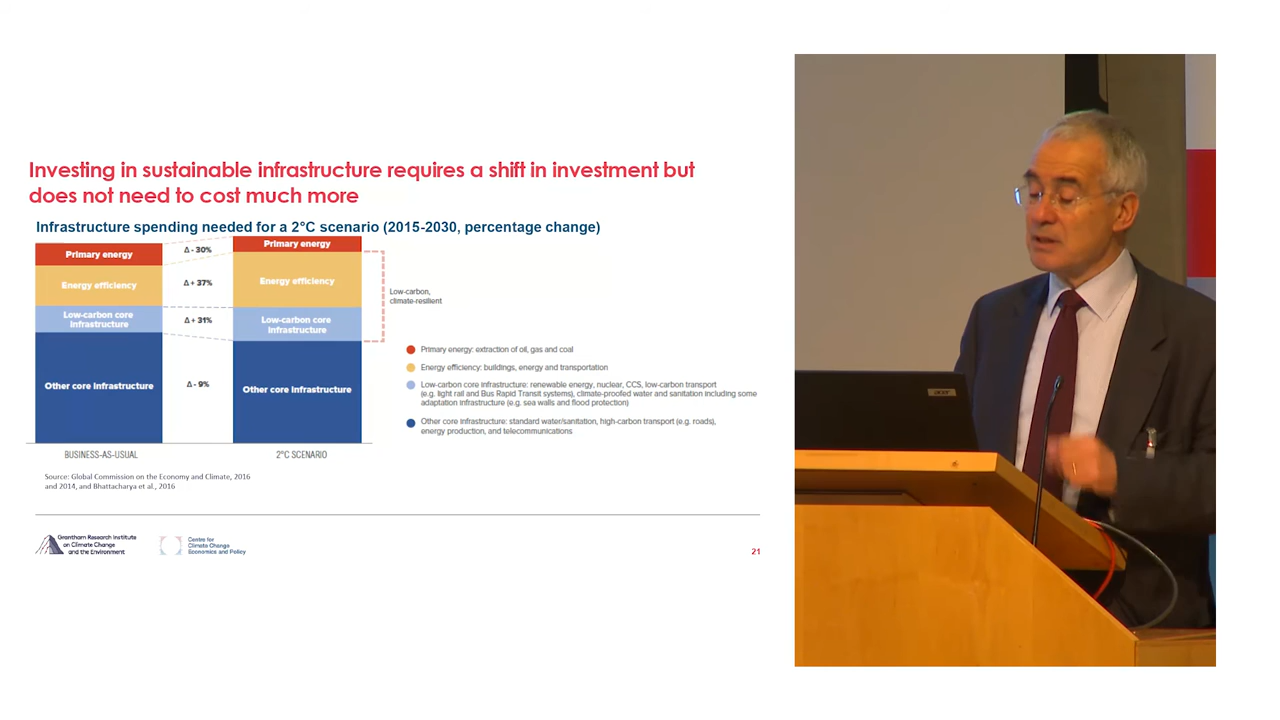 Investing in sustainable infrastructure requires a shift in investment but
does not need to cost much more
Infrastructure spending needed for a 2°C scenario (2015-2030, percentage change)
Primary energy
Δ - 30%
Primary energy
Energy efficiency
Δ + 37%
Energy efficiency
Low-carbon core
infrastructure
Δ + 31%
Low-carbon core
infrastructure
Other core infrastructure
Δ - 9%
Other core infrastructure
BUSINESS-AS-USUAL
2°C SCENARIO
Low-carbon,
climate-resilient
Primary energy: extraction of oil, gas and coal
Energy efficiency: buildings, energy and transportation
Low-carbon core infrastructure: renewable energy, nuclear, CCS, low-carbon transport
(e.g. light rail and Bus Rapid Transit systems), climate-proofed water and sanitation including some
adaptation infrastructure (e.g. sea walls and flood protection)
Other core infrastructure: standard water/sanitation, high-carbon transport (e.g. roads),
energy production, and telecommunications
Source: Global Commission on the Economy and Climate, 2016
and 2014, and Bhattacharya et al., 2016
Grantham Research Institute
on Climate Change
and the Environment
Centre for
Climate Change
Economics and Policy
21
acer